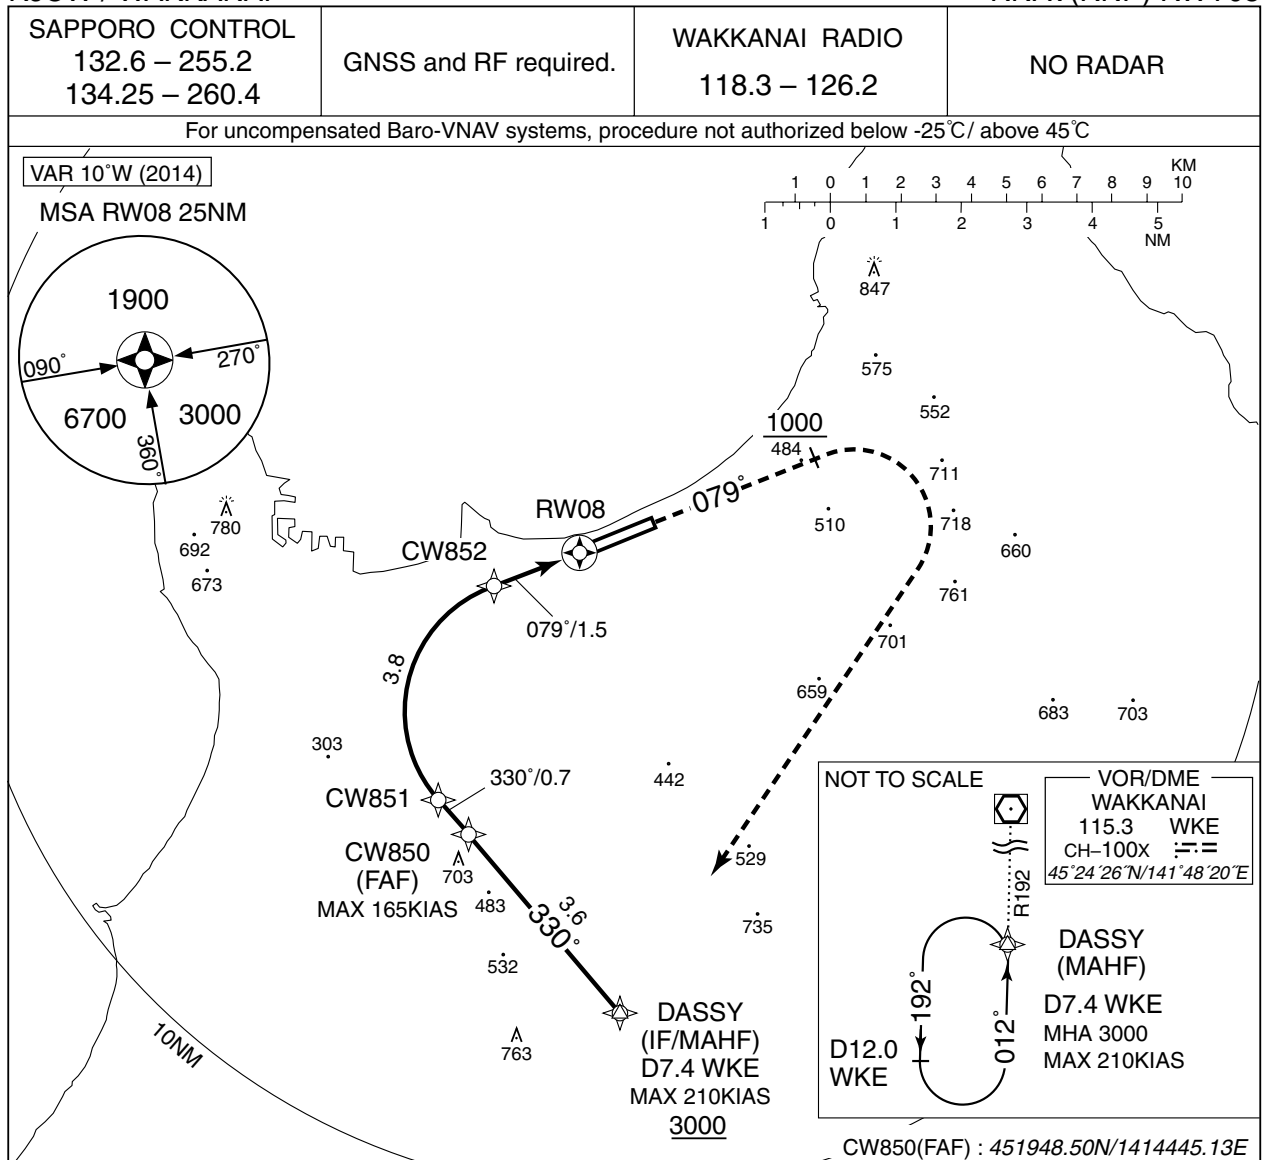 SAPPORO CONTROL
132.6 – 255.2
134.25 – 260.4
GNSS and RF required.
WAKKANAI RADIO
118.3 – 126.2
NO RADAR
For uncompensated Baro-VNAV systems, procedure not authorized below -25℃/ above 45℃
VAR 10˚W (2014)
MSA RW08 25NM
1900
090˚
270˚
6700
3000
360˚
KM
1 0 1 2 3 4 5 6 7 8 9 10
1 0 1 2 3 4 5
NM
847
575
552
1000
484
711
079˚
RW08
510
718
660
780
692
673
CW852
761
079˚/1.5
701
3.8
659
683
703
303
442
330˚/0.7
CW851
CW850
(FAF)
MAX 165KIAS
703
483
529
3.6
330˚
735
532
763
10NM
DASSY
(IF/MAHF)
D7.4 WKE
MAX 210KIAS
3000
NOT TO SCALE
VOR/DME
WAKKANAI
115.3 WKE
CH–100X
45˚24´26˝N/141˚48´20˝E
R192
DASSY
(MAHF)
192˚
012˚
D7.4 WKE
MHA 3000
MAX 210KIAS
D12.0
WKE
CW850(FAF) : 451948.50N/1414445.13E